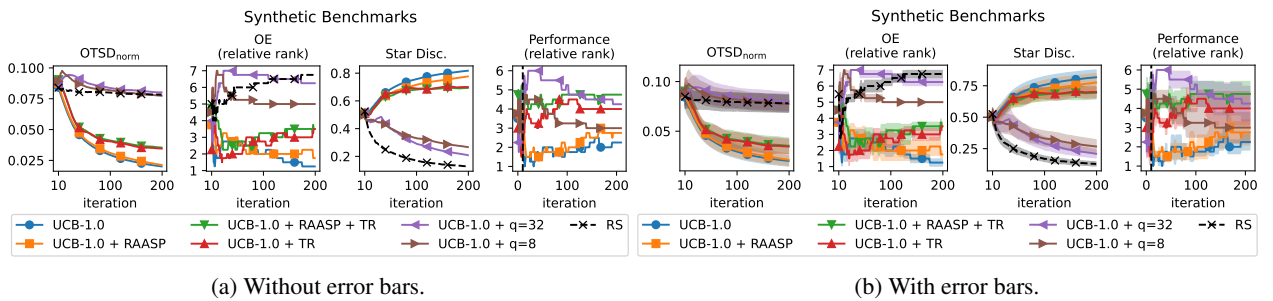 Synthetic Benchmarks
OTSDnorm
OE
(relative rank)
Star Disc.
Performance
(relative rank)
0.100
0.075
0.050
0.025
7
6
5
4
3
2
1
0.8
0.6
0.4
0.2
6
5
4
3
2
1
10 100 200
10 100 200
10 100 200
10 100 200
iteration
iteration
iteration
iteration
UCB-1.0
UCB-1.0 + RAASP
UCB-1.0 + RAASP + TR
UCB-1.0 + TR
UCB-1.0 + q=32
UCB-1.0 + q=8
RS
(a) Without error bars.
Synthetic Benchmarks
OTSDnorm
OE
(relative rank)
Star Disc.
Performance
(relative rank)
0.10
0.05
7
6
5
4
3
2
1
0.75
0.50
0.25
6
5
4
3
2
1
10 100 200
10 100 200
10 100 200
10 100 200
iteration
iteration
iteration
iteration
UCB-1.0
UCB-1.0 + RAASP
UCB-1.0 + RAASP + TR
UCB-1.0 + TR
UCB-1.0 + q=32
UCB-1.0 + q=8
RS
(b) With error bars.